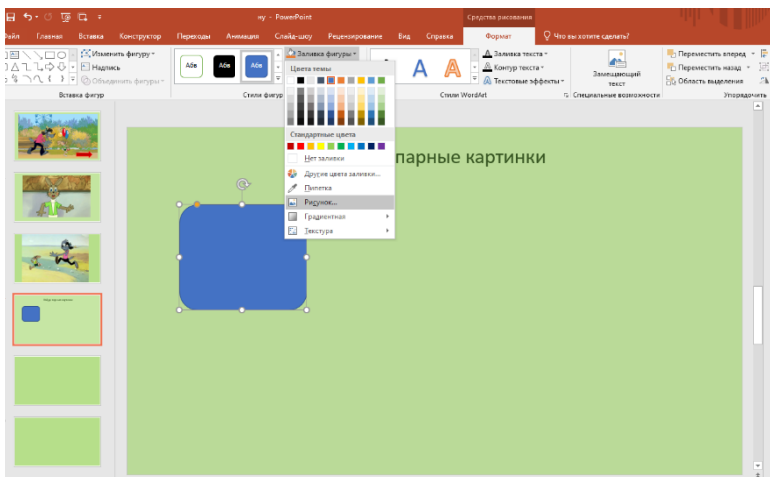 ну - PowerPoint
Средства рисования
Файл Главная Вставка Конструктор Переходы Анимация Слайд-шоу Рецензирование Вид Справка Формат Что вы хотите сделать?
Изменить фигуру
Надпись
Объединить фигуры
Вставка фигур
Абв Абв Абв
Стили фигур
Заливка фигуры
Цвета темы
Стандартные цвета
Нет заливки
Другие цвета заливки...
Пипетка
Рисунок...
Градиентная
Текстура
А А
Заливка текста
Контур текста
Текстовые эффекты
Стили WordArt
Замещающий
текст
Специальные возможности
Переместить вперед
Переместить назад
Область выделения
Упорядочить
парные картинки